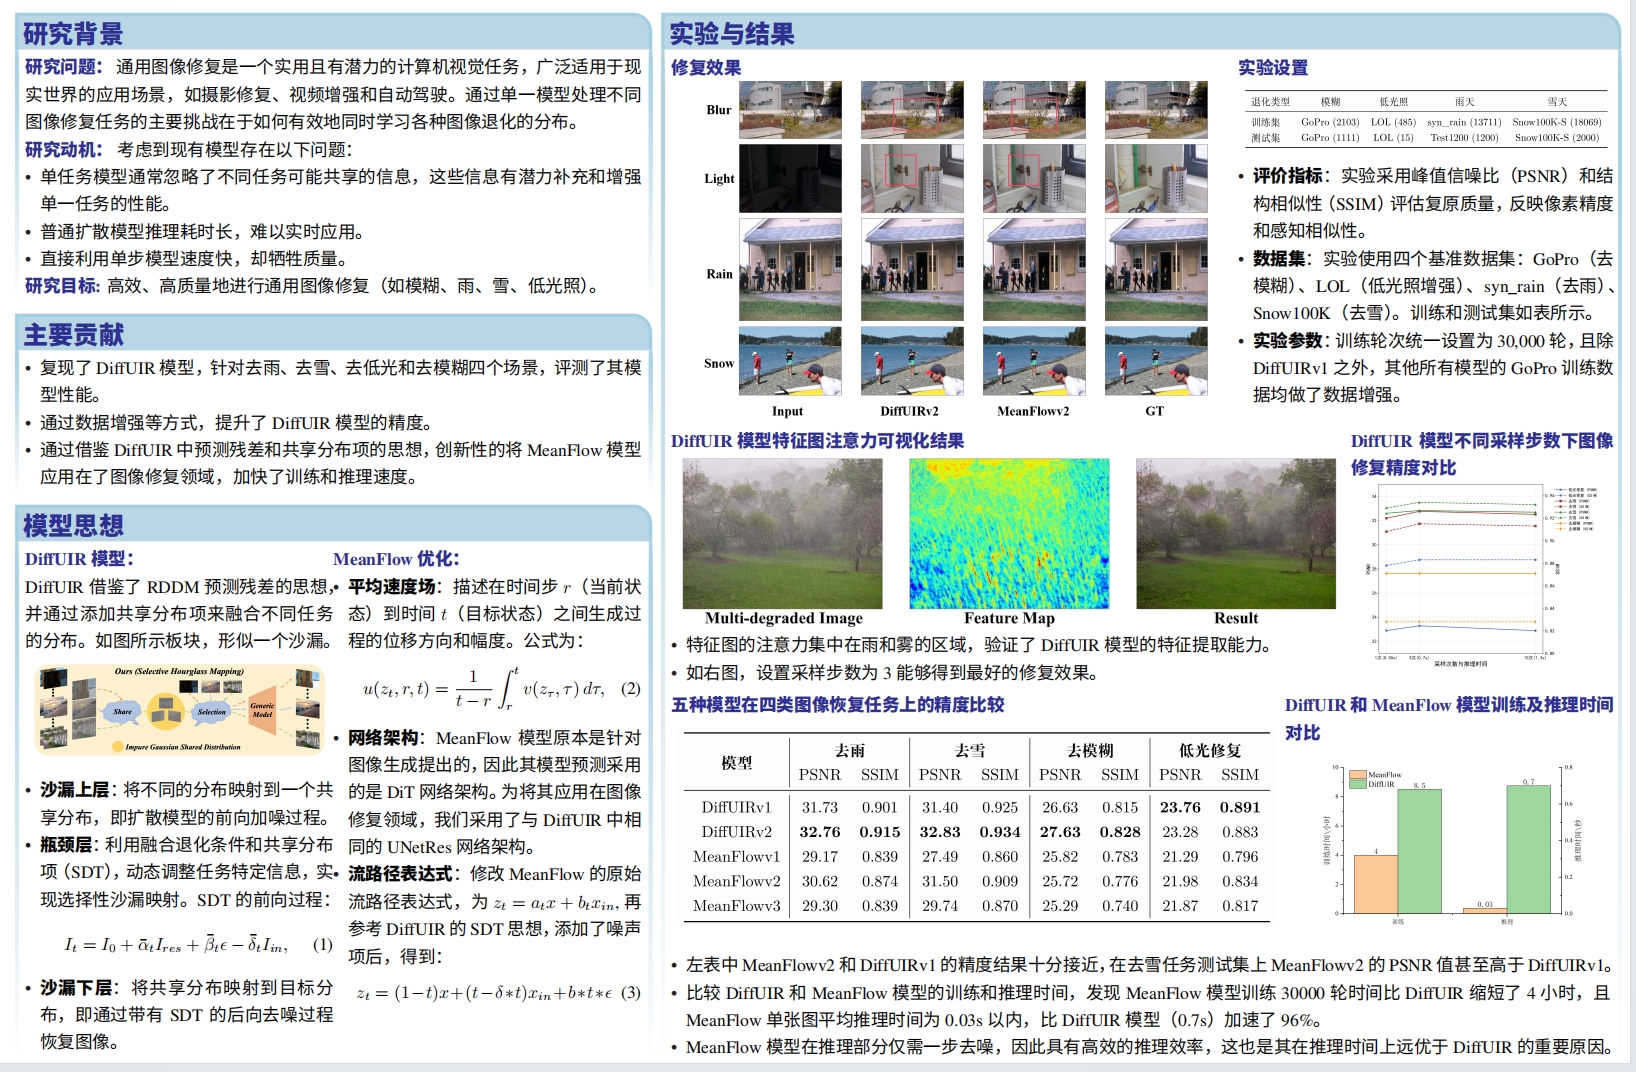 研究背景
研究问题： 通用图像修复是一个实用且有潜力的计算机视觉任务，广泛适用于现
实世界的应用场景，如摄影修复、视频增强和自动驾驶。通过单一模型处理不同
图像修复任务的主要挑战在于如何有效地同时学习各种图像退化的分布。
研究动机： 考虑到现有模型存在以下问题：
• 单任务模型通常忽略了不同任务可能共享的信息，这些信息有潜力补充和增强
单一任务的性能。
• 普通扩散模型推理耗时长，难以实时应用。
• 直接利用单步模型速度快，却牺牲质量。
研究目标: 高效、高质量地进行通用图像修复（如模糊、雨、雪、低光照）。
主要贡献
• 复现了 DiffUIR 模型，针对去雨、去雪、去低光和去模糊四个场景，评测了其模
型性能。
• 通过数据增强等方式，提升了 DiffUIR 模型的精度。
• 通过借鉴 DiffUIR 中预测残差和共享分布项的思想，创新性的将 MeanFlow 模型
应用在了图像修复领域，加快了训练和推理速度。
模型思想
DiffUIR 模型：
DiffUIR 借鉴了 RDDM 预测残差的思想，
并通过添加共享分布项来融合不同任务
的分布。如图所示板块，形似一个沙漏。
Ours (Selective Hourglass Mapping)
Share
Selection
Generic
Model
Impure Gaussian Shared Distribution
• 沙漏上层：将不同的分布映射到一个共
享分布，即扩散模型的前向加噪过程。
• 瓶颈层：利用融合退化条件和共享分布
项（SDT），动态调整任务特定信息，实
现选择性沙漏映射。SDT 的前向过程：
I_t = I_0 + ᾱ_t I_res + β̄_t ϵ − δ̄_t I_in, (1)
• 沙漏下层：将共享分布映射到目标分
布，即通过带有 SDT 的后向去噪过程
恢复图像。
MeanFlow 优化：
• 平均速度场：描述在时间步 r（当前状
态）到时间 t（目标状态）之间生成过
程的位移方向和幅度。公式为：
u(z_t, r, t) = 1/(t − r) ∫_r^t v(z_τ, τ) dτ, (2)
• 网络架构：MeanFlow 模型原本是针对
图像生成提出的，因此其模型预测采用
的是 DiT 网络架构。为将其应用在图像
修复领域，我们采用了与 DiffUIR 中相
同的 UNetRes 网络架构。
• 流路径表达式：修改 MeanFlow 的原始
流路径表达式，为 z_t = a_t x + b_t x_in, 再
参考 DiffUIR 的 SDT 思想，添加了噪声
项后，得到：
z_t = (1−t)x+(t−δ∗t)x_in+b∗t∗ϵ (3)
实验与结果
修复效果
Blur
Light
Rain
Snow
Input DiffUIRv2 MeanFlowv2 GT
实验设置
退化类型 模糊 低光照 雨天 雪天
训练集 GoPro (2103) LOL (485) syn_rain (13711) Snow100K-S (18069)
测试集 GoPro (1111) LOL (15) Test1200 (1200) Snow100K-S (2000)
• 评价指标：实验采用峰值信噪比（PSNR）和结
构相似性（SSIM）评估复原质量，反映像素精度
和感知相似性。
• 数据集：实验使用四个基准数据集：GoPro（去
模糊）、LOL（低光照增强）、syn_rain（去雨）、
Snow100K（去雪）。训练和测试集如表所示。
• 实验参数：训练轮次统一设置为 30,000 轮，且除
DiffUIRv1 之外，其他所有模型的 GoPro 训练数
据均做了数据增强。
DiffUIR 模型特征图注意力可视化结果
Multi-degraded Image Feature Map Result
• 特征图的注意力集中在雨和雾的区域，验证了 DiffUIR 模型的特征提取能力。
• 如右图，设置采样步数为 3 能够得到最好的修复效果。
DiffUIR 模型不同采样步数下图像
修复精度对比
PSNR
采样次数与推理时间
五种模型在四类图像恢复任务上的精度比较
模型 去雨 去雪 去模糊 低光修复
PSNR SSIM PSNR SSIM PSNR SSIM PSNR SSIM
DiffUIRv1 31.73 0.901 31.40 0.925 26.63 0.815 23.76 0.891
DiffUIRv2 32.76 0.915 32.83 0.934 27.63 0.828 23.28 0.883
MeanFlowv1 29.17 0.839 27.49 0.860 25.82 0.783 21.29 0.796
MeanFlowv2 30.62 0.874 31.50 0.909 25.72 0.776 21.98 0.834
MeanFlowv3 29.30 0.839 29.74 0.870 25.29 0.740 21.87 0.817
DiffUIR 和 MeanFlow 模型训练及推理时间
对比
MeanFlow
DiffUIR
10
8
6
4
2
0
训练时间\小时
4
8.5
0.03
0.7
0.8
0.6
0.4
0.2
0.0
推理时间\秒
训练 推理
• 左表中 MeanFlowv2 和 DiffUIRv1 的精度结果十分接近，在去雪任务测试集上 MeanFlowv2 的 PSNR 值甚至高于 DiffUIRv1。
• 比较 DiffUIR 和 MeanFlow 模型的训练和推理时间，发现 MeanFlow 模型训练 30000 轮时间比 DiffUIR 缩短了 4 小时，且
MeanFlow 单张图平均推理时间为 0.03s 以内，比 DiffUIR 模型（0.7s）加速了 96%。
• MeanFlow 模型在推理部分仅需一步去噪，因此具有高效的推理效率，这也是其在推理时间上远优于 DiffUIR 的重要原因。